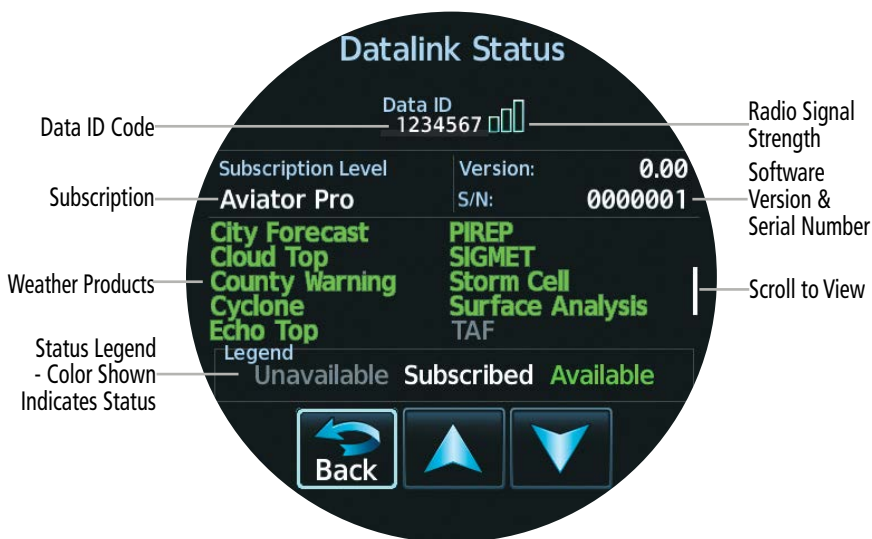 Datalink Status
Data ID
Data ID Code
1234567
Radio Signal
Strength
Subscription Level
Version:
0.00
Subscription
Aviator Pro
S/N:
0000001
Software
Version &
Serial Number
Weather Products
City Forecast
Cloud Top
County Warning
Cyclone
Echo Top
PIREP
SIGMET
Storm Cell
Surface Analysis
TAF
Scroll to View
Status Legend
- Color Shown
Indicates Status
Legend
Unavailable Subscribed Available
Back